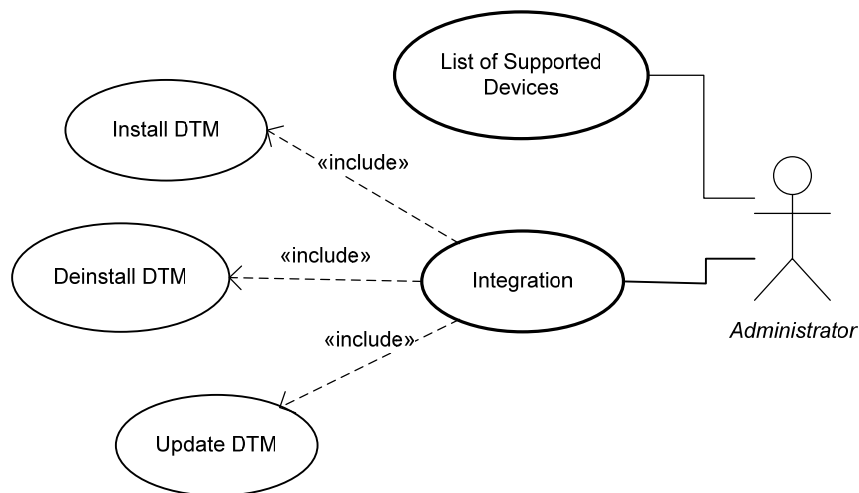 List of Supported
Devices
Install DTM
«include»
Deinstall DTM
«include»
Integration
Administrator
«include»
Update DTM